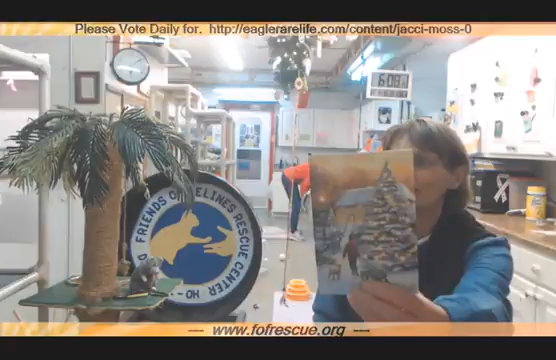 Please Vote Daily for. http://eaglerarelife.com/content/jacci-moss-0
6:08
FRIENDS OF FELINES RESCUE CENTER
www.fofrescue.org